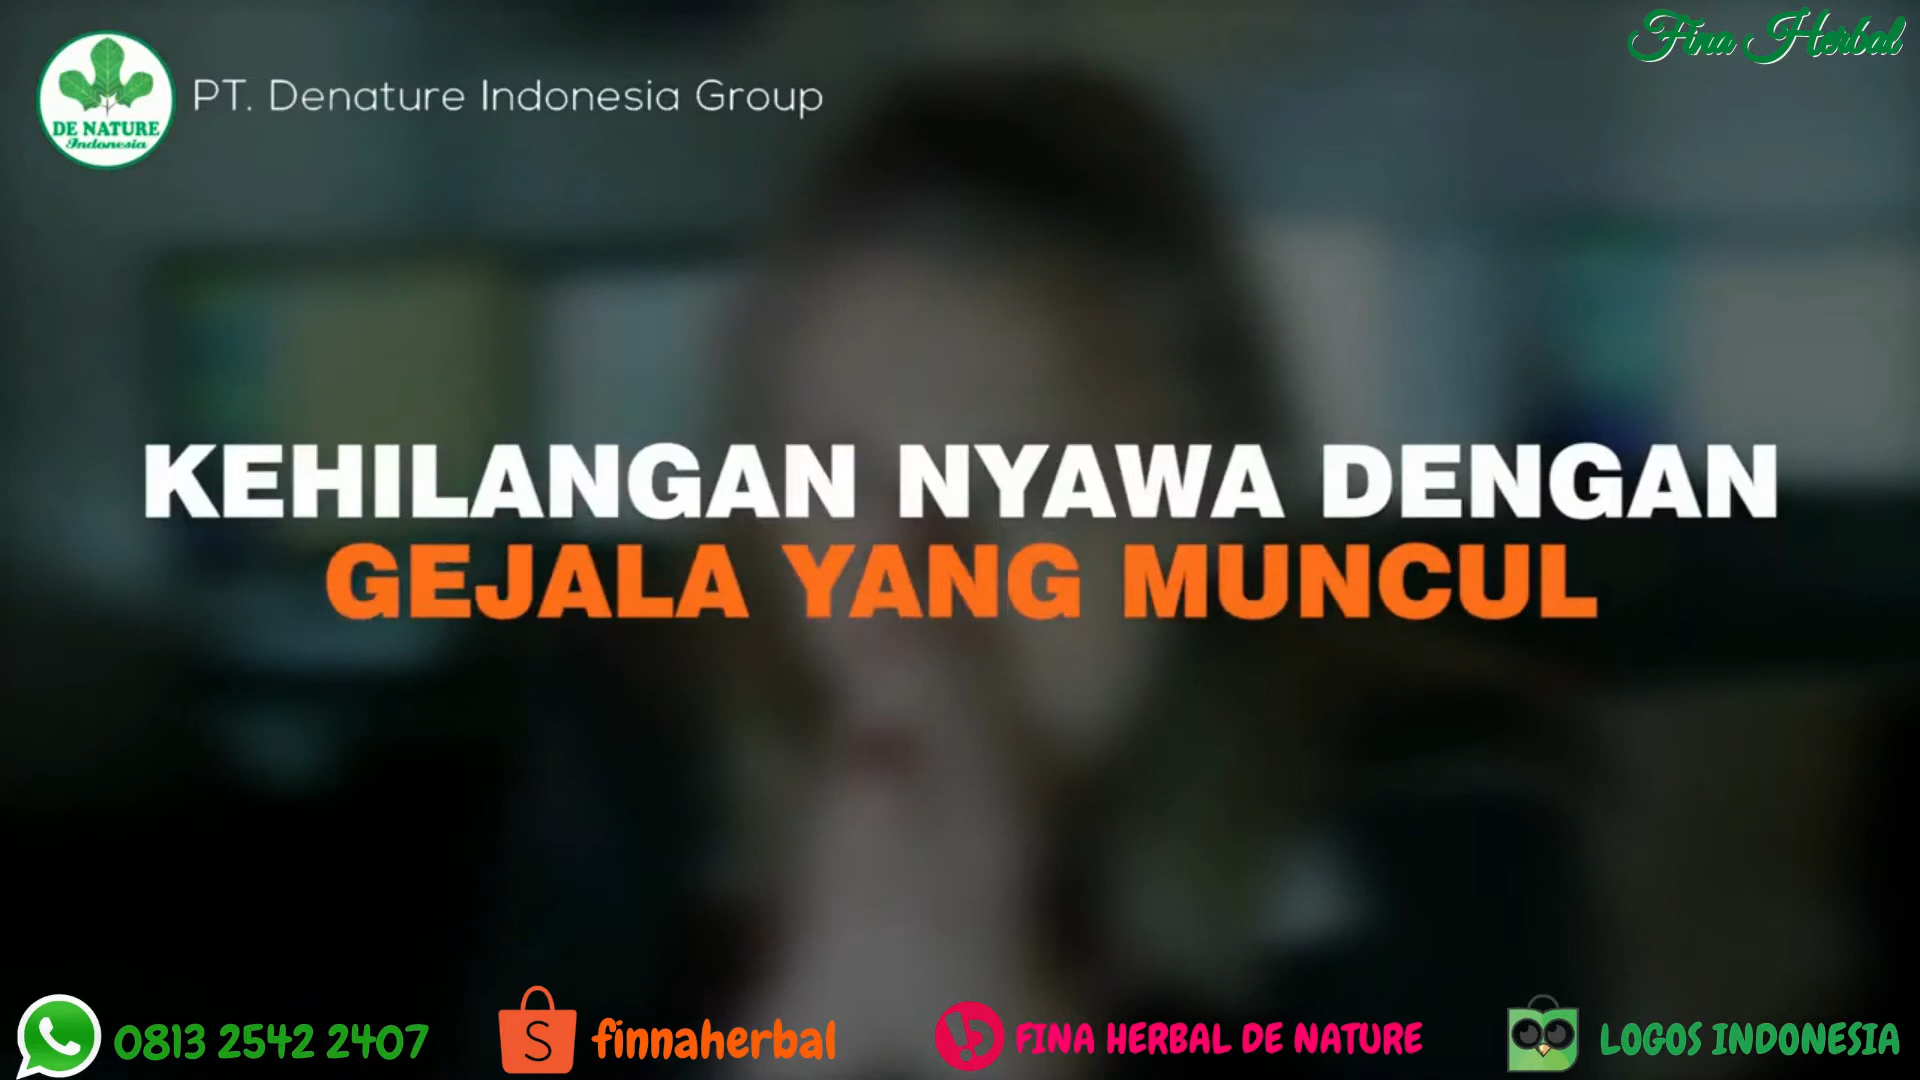 Fina Herbal
DE NATURE
Indonesia
PT. Denature Indonesia Group
KEHILANGAN NYAWA DENGAN
GEJALA YANG MUNCUL
0813 2542 2407
S
finnaherbal
FINA HERBAL DE NATURE
LOGOS INDONESIA